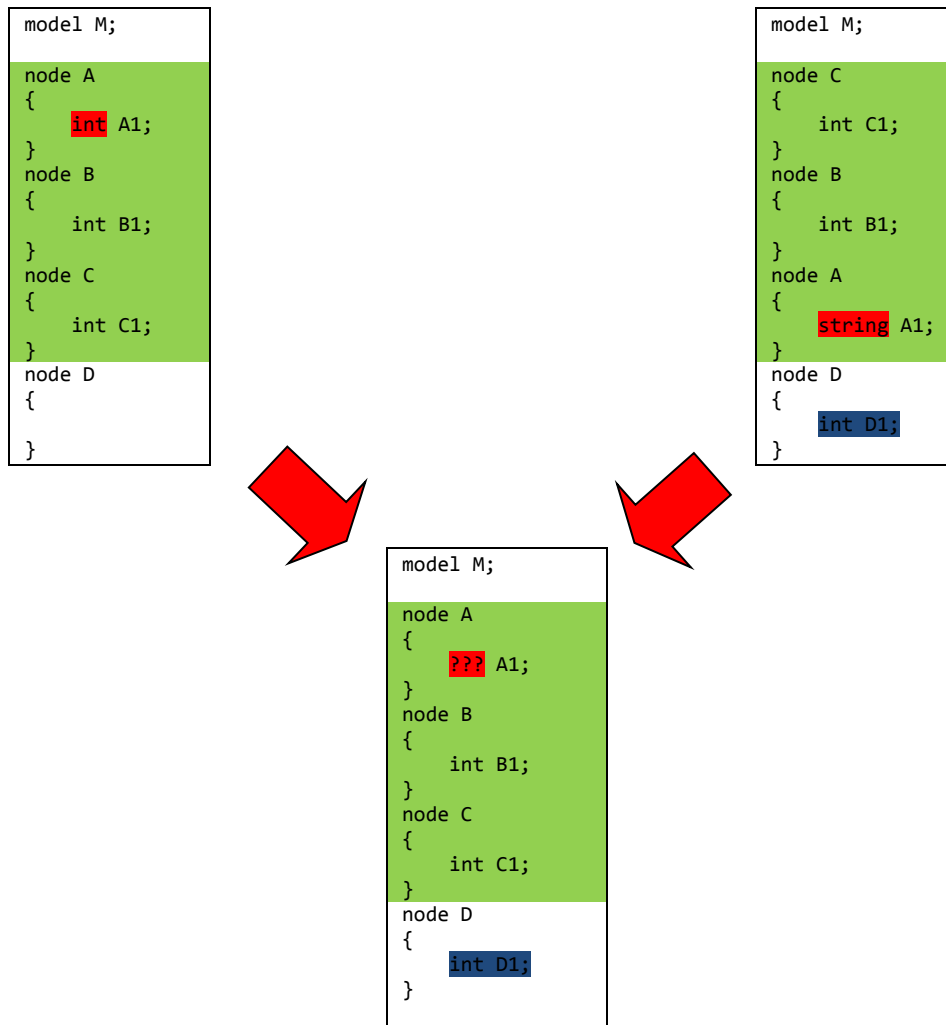 model M;
node A
{
int A1;
}
node B
{
int B1;
}
node C
{
int C1;
}
node D
{
}
model M;
node C
{
int C1;
}
node B
{
int B1;
}
node A
{
string A1;
}
node D
{
int D1;
}
model M;
node A
{
??? A1;
}
node B
{
int B1;
}
node C
{
int C1;
}
node D
{
int D1;
}